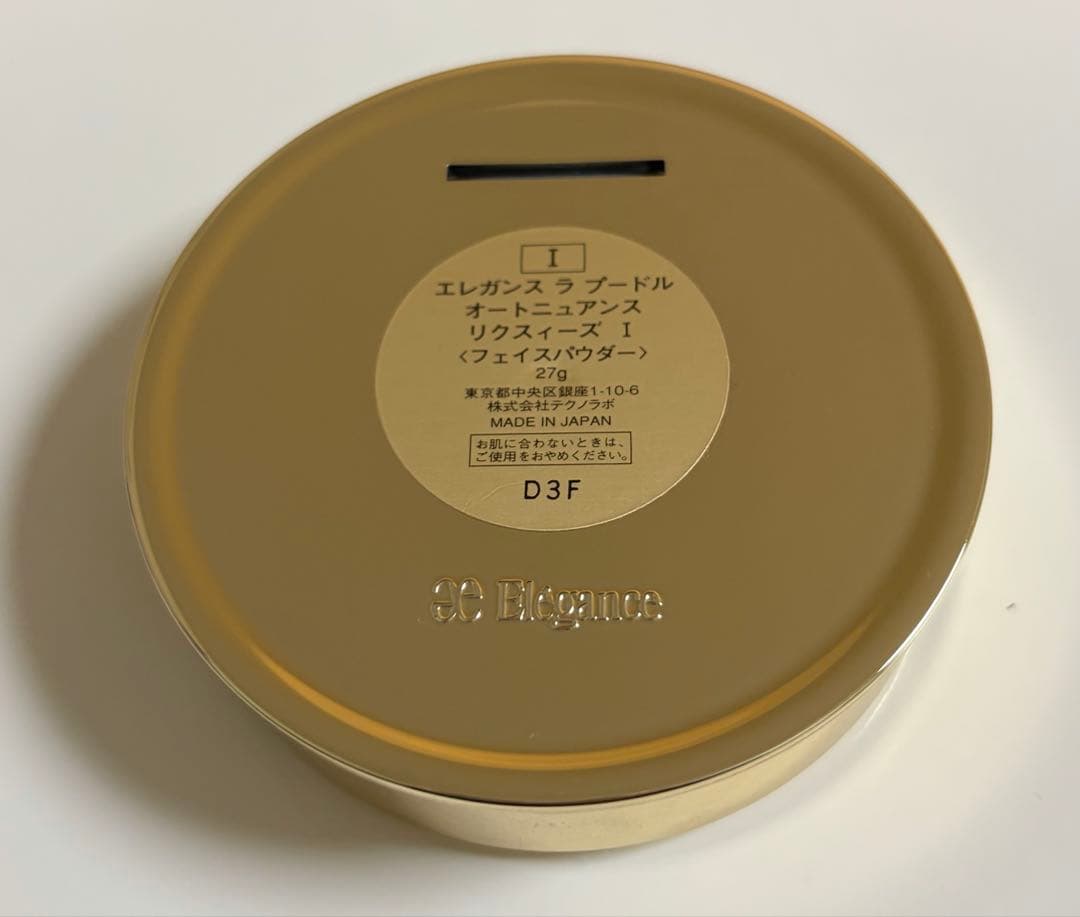 I
エレガンス ラ プードル
オートニュアンス
リクスィーズ I
〈フェイスパウダー〉
27g
東京都中央区銀座1-10-6
株式会社テクノラボ
MADE IN JAPAN
お肌に合わないときは、
ご使用をおやめください。
D3F
æ Elégance